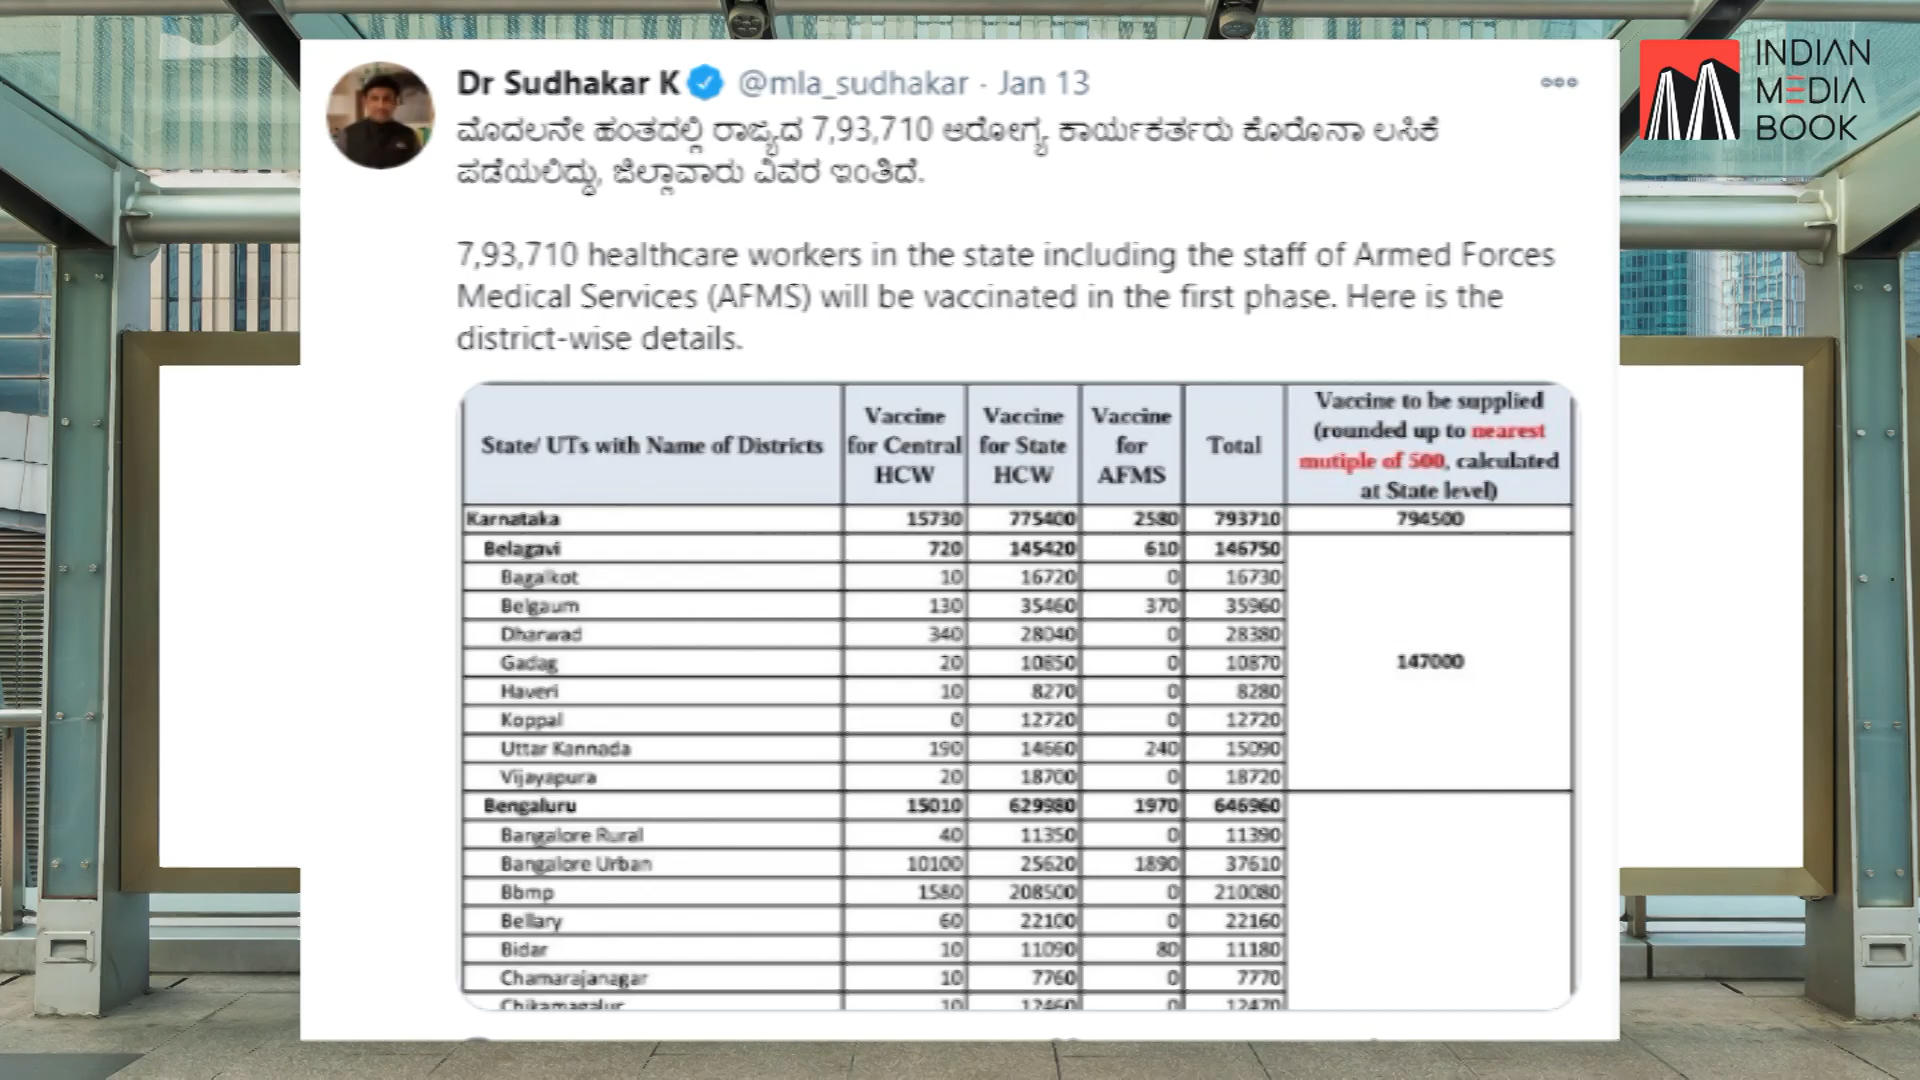 INDIAN
MEDIA
BOOK
Dr Sudhakar K @mla_sudhakar · Jan 13
ಮೊದಲನೇ ಹಂತದಲ್ಲಿ ರಾಜ್ಯದ 7,93,710 ಆರೋಗ್ಯ ಕಾರ್ಯಕರ್ತರು ಕೊರೊನಾ ಲಸಿಕೆ
ಪಡೆಯಲಿದ್ದು, ಜಿಲ್ಲಾವಾರು ವಿವರ ಇಂತಿದೆ.
7,93,710 healthcare workers in the state including the staff of Armed Forces
Medical Services (AFMS) will be vaccinated in the first phase. Here is the
district-wise details.
State/ UTs with Name of Districts
Vaccine
for Central
HCW
Vaccine
for State
HCW
Vaccine
for
AFMS
Total
Vaccine to be supplied
(rounded up to nearest
mutiple of 500, calculated
at State level)
Karnataka 15730 775400 2580 793710 794500
Belagavi 720 145420 610 146750
Bagalkot 10 16720 0 16730
Belgaum 130 35460 370 35960
Dharwad 340 28040 0 28380
Gadag 20 10850 0 10870 147000
Haveri 10 8270 0 8280
Koppal 0 12720 0 12720
Uttar Kannada 190 14660 240 15090
Vijayapura 20 18700 0 18720
Bengaluru 15010 629980 1970 646960
Bangalore Rural 40 11350 0 11390
Bangalore Urban 10100 25620 1890 37610
Bbmp 1580 208500 0 210080
Bellary 60 22100 0 22160
Bidar 10 11090 80 11180
Chamarajanagar 10 7760 0 7770
Chikamagalur 10 12460 0 12470